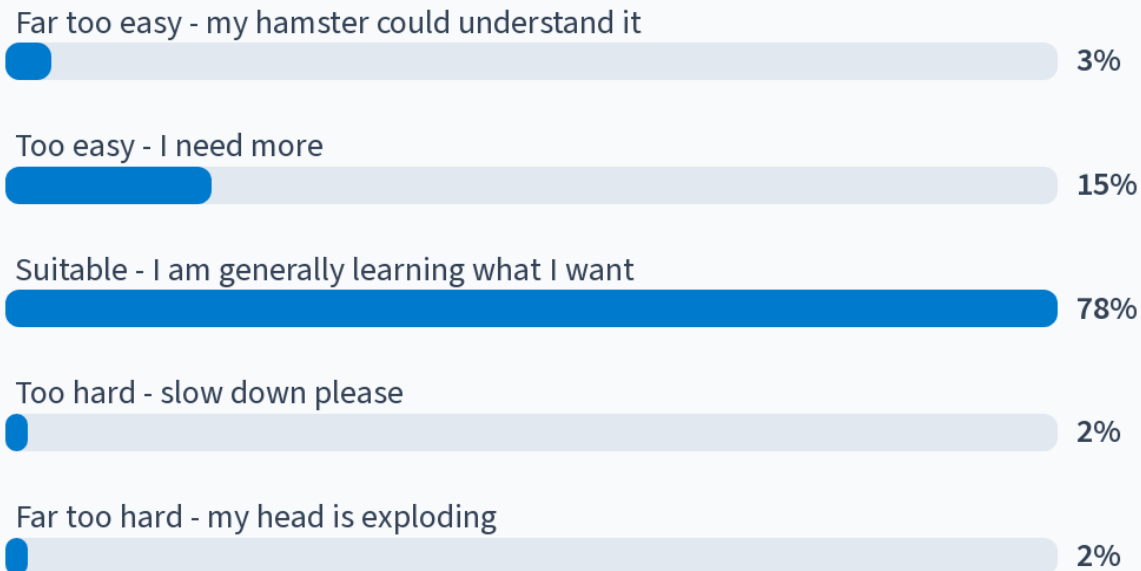 Far too easy - my hamster could understand it
3%
Too easy - I need more
15%
Suitable - I am generally learning what I want
78%
Too hard - slow down please
2%
Far too hard - my head is exploding
2%